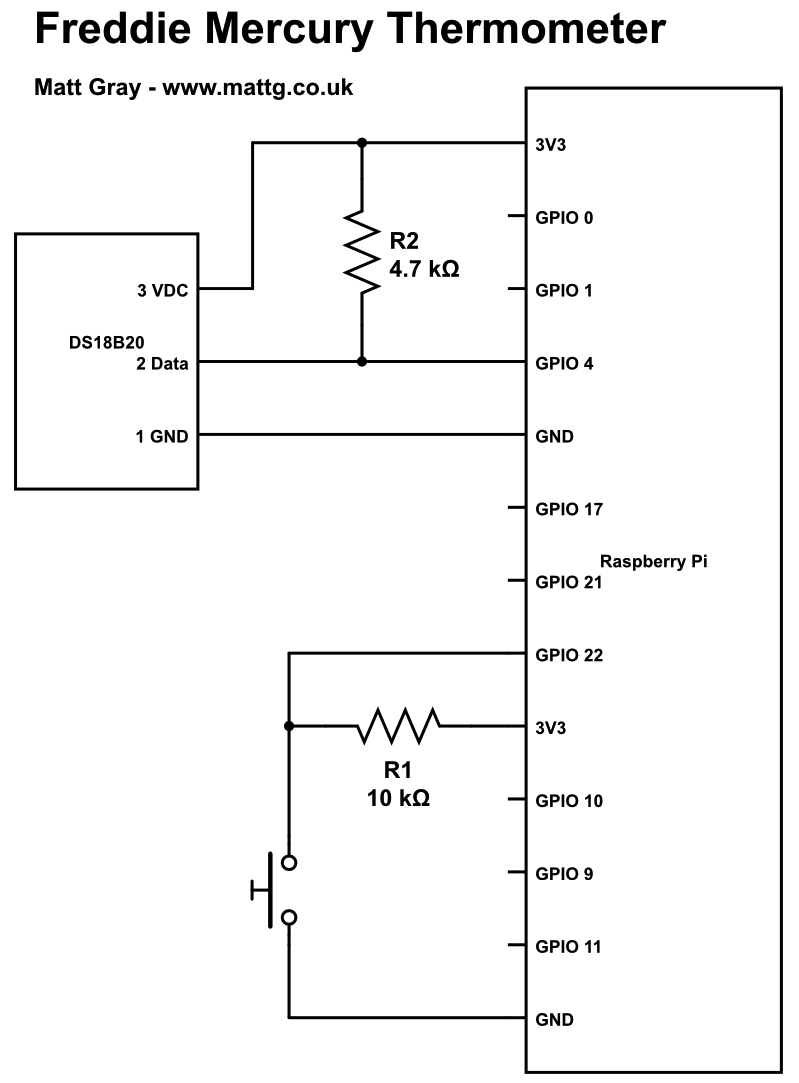 Freddie Mercury Thermometer
Matt Gray - www.mattg.co.uk
3V3
GPIO 0
R2
4.7 kΩ
3 VDC
GPIO 1
DS18B20
2 Data
GPIO 4
1 GND
GND
GPIO 17
Raspberry Pi
GPIO 21
GPIO 22
3V3
R1
10 kΩ
GPIO 10
GPIO 9
GPIO 11
GND